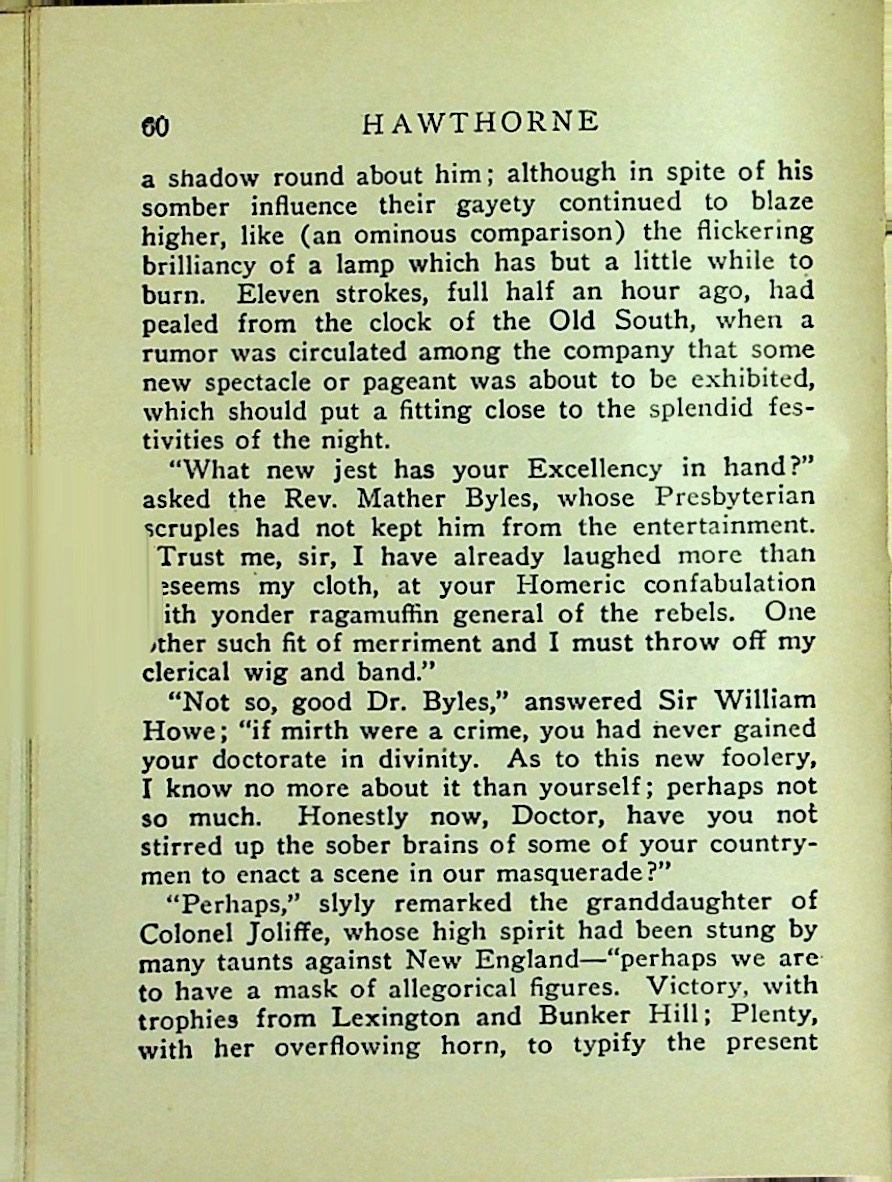 60 HAWTHORNE
a shadow round about him; although in spite of his
somber influence their gayety continued to blaze
higher, like (an ominous comparison) the flickering
brilliancy of a lamp which has but a little while to
burn. Eleven strokes, full half an hour ago, had
pealed from the clock of the Old South, when a
rumor was circulated among the company that some
new spectacle or pageant was about to be exhibited,
which should put a fitting close to the splendid fes-
tivities of the night.
“What new jest has your Excellency in hand?”
asked the Rev. Mather Byles, whose Presbyterian
scruples had not kept him from the entertainment.
Trust me, sir, I have already laughed more than
eseems my cloth, at your Homeric confabulation
ith yonder ragamuffin general of the rebels. One
ther such fit of merriment and I must throw off my
clerical wig and band.”
“Not so, good Dr. Byles,” answered Sir William
Howe; “if mirth were a crime, you had never gained
your doctorate in divinity. As to this new foolery,
I know no more about it than yourself; perhaps not
so much. Honestly now, Doctor, have you not
stirred up the sober brains of some of your country-
men to enact a scene in our masquerade?”
“Perhaps,” slyly remarked the granddaughter of
Colonel Joliffe, whose high spirit had been stung by
many taunts against New England—“perhaps we are
to have a mask of allegorical figures. Victory, with
trophies from Lexington and Bunker Hill; Plenty,
with her overflowing horn, to typify the present